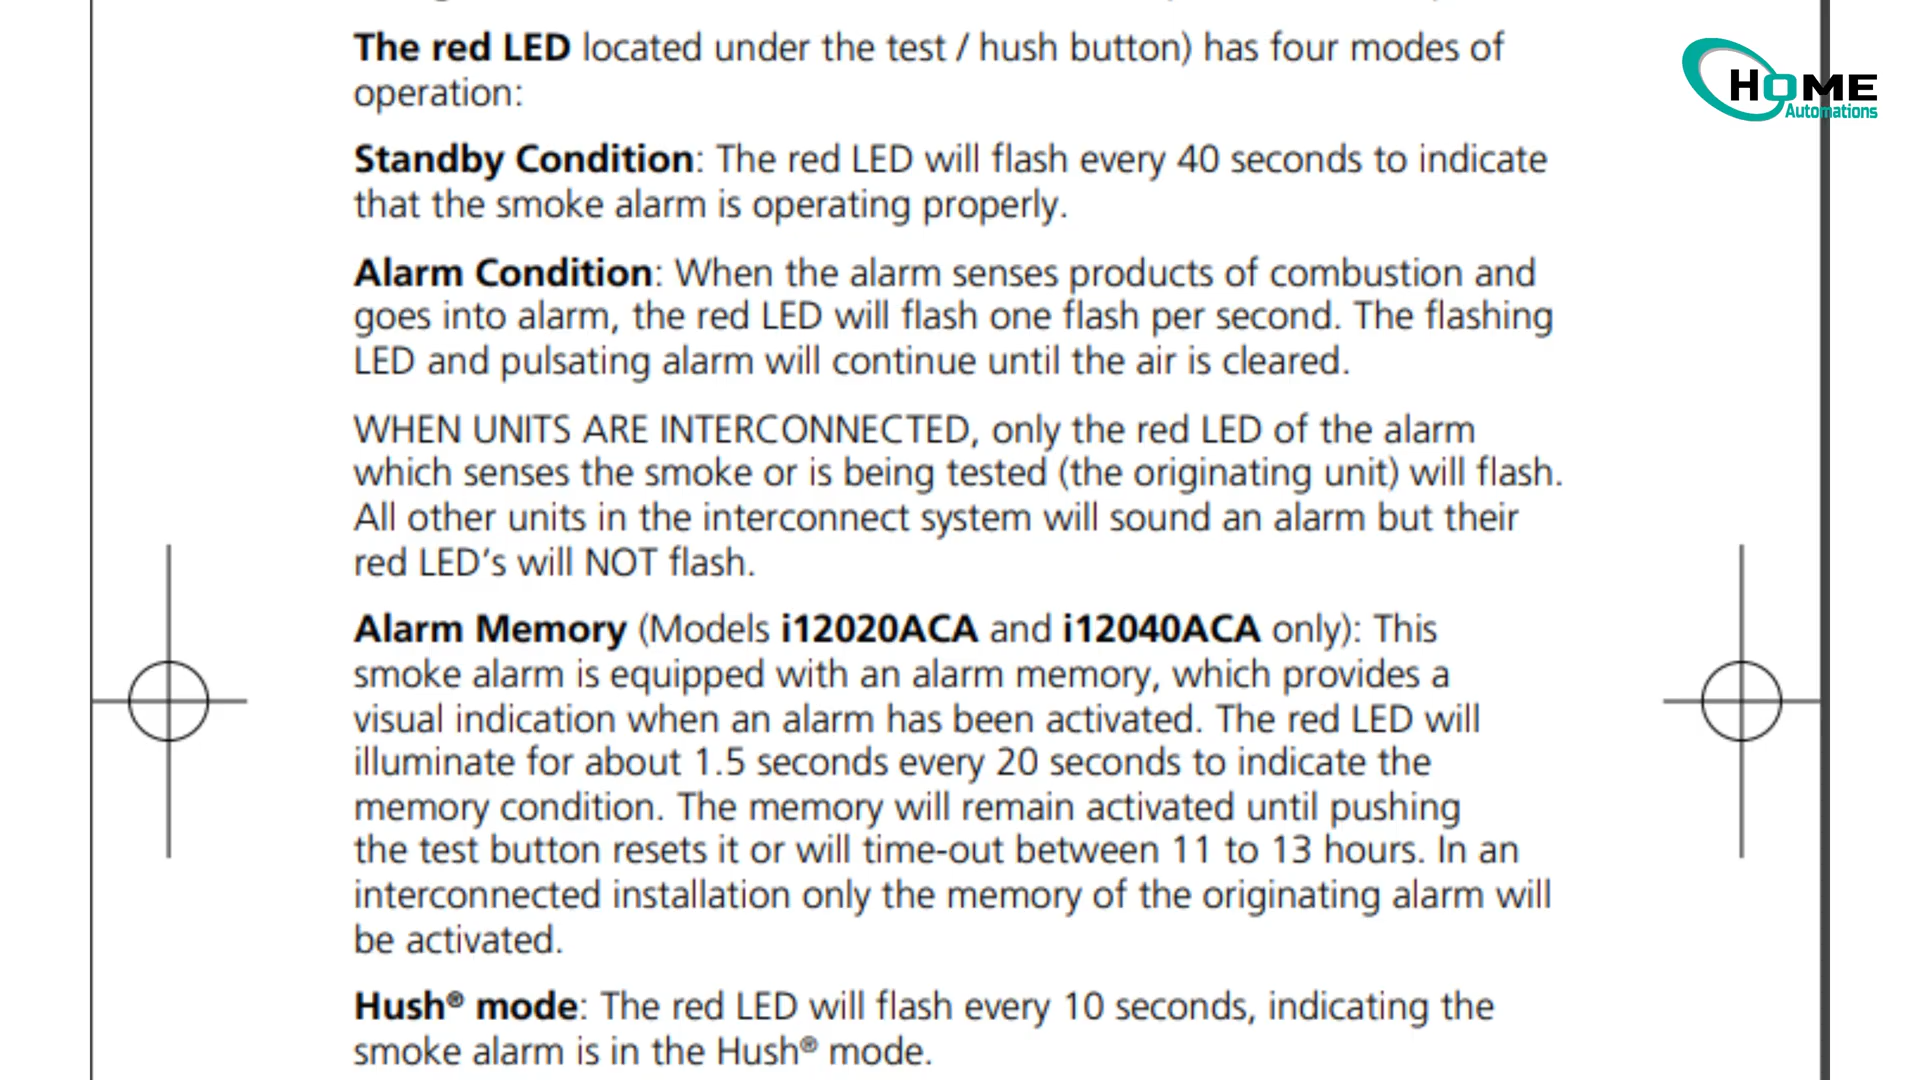 The red LED located under the test / hush button) has four modes of
operation:
Standby Condition: The red LED will flash every 40 seconds to indicate
that the smoke alarm is operating properly.
Alarm Condition: When the alarm senses products of combustion and
goes into alarm, the red LED will flash one flash per second. The flashing
LED and pulsating alarm will continue until the air is cleared.
WHEN UNITS ARE INTERCONNECTED, only the red LED of the alarm
which senses the smoke or is being tested (the originating unit) will flash.
All other units in the interconnect system will sound an alarm but their
red LED’s will NOT flash.
Alarm Memory (Models i12020ACA and i12040ACA only): This
smoke alarm is equipped with an alarm memory, which provides a
visual indication when an alarm has been activated. The red LED will
illuminate for about 1.5 seconds every 20 seconds to indicate the
memory condition. The memory will remain activated until pushing
the test button resets it or will time-out between 11 to 13 hours. In an
interconnected installation only the memory of the originating alarm will
be activated.
Hush® mode: The red LED will flash every 10 seconds, indicating the
smoke alarm is in the Hush® mode.
HOME
Automations